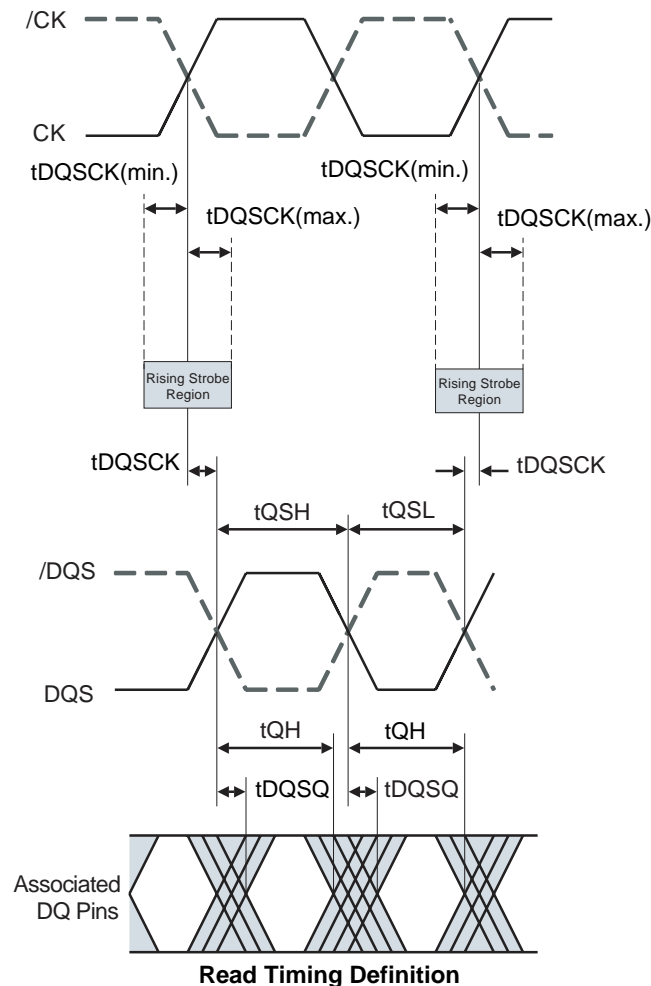 /CK
CK
tDQSCK(min.)
tDQSCK(min.)
tDQSCK(max.)
tDQSCK(max.)
Rising Strobe
Region
Rising Strobe
Region
tDQSCK
tDQSCK
tQSH
tQSL
/DQS
DQS
tQH
tQH
tDQSQ
tDQSQ
Associated
DQ Pins
Read Timing Definition